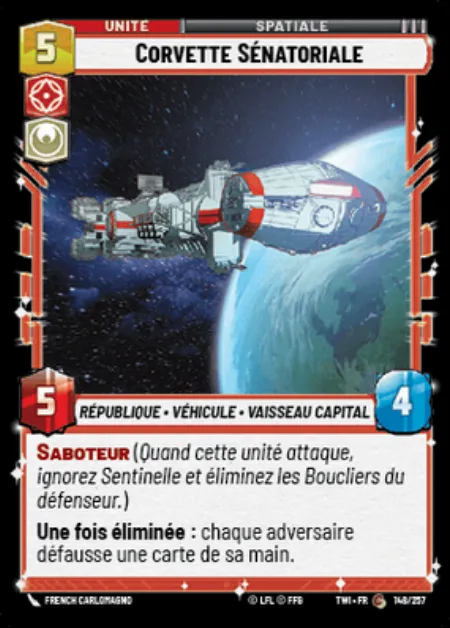 UNITÉ
SPATIALE
5
CORVETTE SÉNATORIALE
5
RÉPUBLIQUE • VÉHICULE • VAISSEAU CAPITAL
4
SABOTEUR (Quand cette unité attaque,
ignorez Sentinelle et éliminez les Boucliers du
défenseur.)
Une fois éliminée : chaque adversaire
défausse une carte de sa main.
FRENCH CARLOMAGNO
© LFL © FFG
TWI • FR
C
148/257